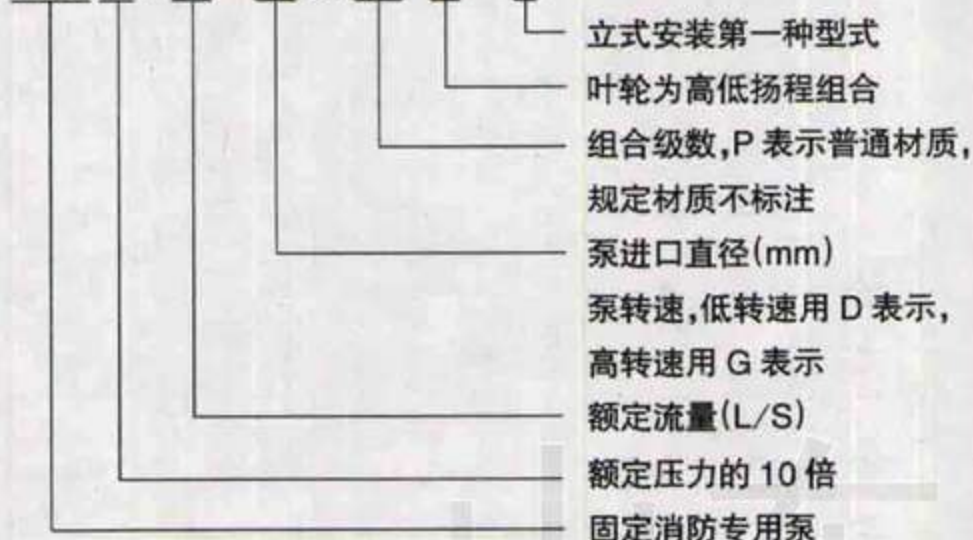 立式安装第一种型式
叶轮为高低扬程组合
组合级数,P 表示普通材质,
规定材质不标注
泵进口直径(mm)
泵转速,低转速用 D 表示,
高转速用 G 表示
额定流量(L/S)
额定压力的 10 倍
固定消防专用泵